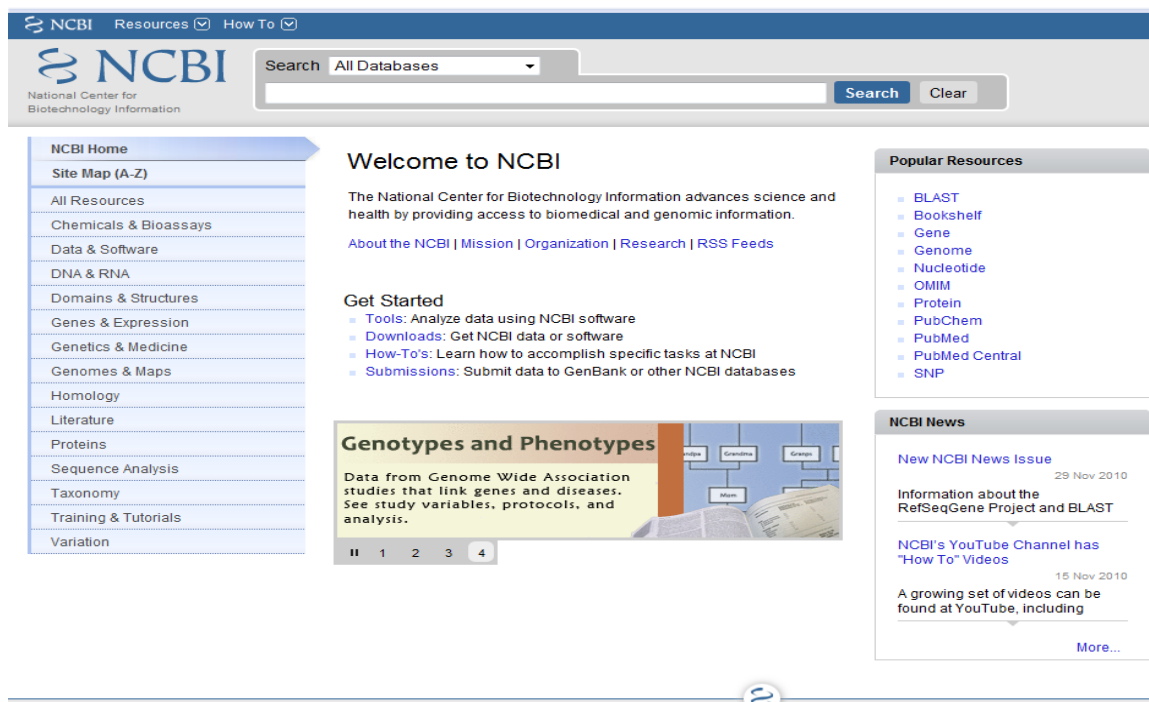 NCBI Resources How To
NCBI
National Center for
Biotechnology Information
Search All Databases
Search Clear
NCBI Home
Site Map (A-Z)
All Resources
Chemicals & Bioassays
Data & Software
DNA & RNA
Domains & Structures
Genes & Expression
Genetics & Medicine
Genomes & Maps
Homology
Literature
Proteins
Sequence Analysis
Taxonomy
Training & Tutorials
Variation
Welcome to NCBI
The National Center for Biotechnology Information advances science and
health by providing access to biomedical and genomic information.
About the NCBI | Mission | Organization | Research | RSS Feeds
Get Started
Tools: Analyze data using NCBI software
Downloads: Get NCBI data or software
How-To's: Learn how to accomplish specific tasks at NCBI
Submissions: Submit data to GenBank or other NCBI databases
Genotypes and Phenotypes
Data from Genome Wide Association
studies that link genes and diseases.
See study variables, protocols, and
analysis.
Grandma
Mom
1 2 3 4
Popular Resources
BLAST
Bookshelf
Gene
Genome
Nucleotide
OMIM
Protein
PubChem
PubMed
PubMed Central
SNP
NCBI News
New NCBI News Issue
29 Nov 2010
Information about the
RefSeqGene Project and BLAST
NCBI's YouTube Channel has
"How To" Videos
15 Nov 2010
A growing set of videos can be
found at YouTube, including
More...